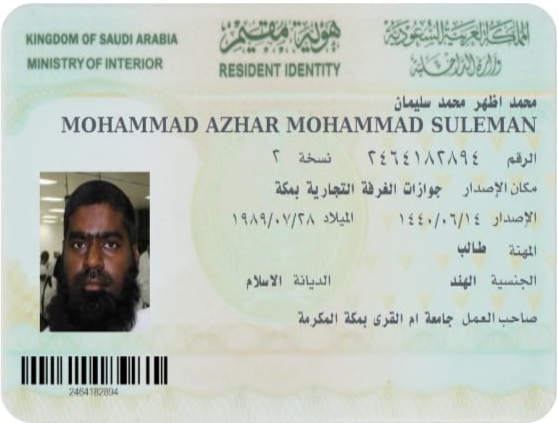 KINGDOM OF SAUDI ARABIA
MINISTRY OF INTERIOR
هوية مقيم
RESIDENT IDENTITY
المملكة العربية السعودية
وزارة الداخلية
محمد اظهر محمد سليمان
MOHAMMAD AZHAR MOHAMMAD SULEMAN
الرقم ٢٤٦٤١٨٢٨٩٤ نسخة ٢
مكان الإصدار جوازات الغرفة التجارية بمكة
الإصدار ١٤٤٠/٠٦/١٤ الميلاد ١٩٨٩/٠٧/٢٨
المهنة طالب
الجنسية الهند الديانة الاسلام
صاحب العمل جامعة ام القرى بمكة المكرمة
2464182894